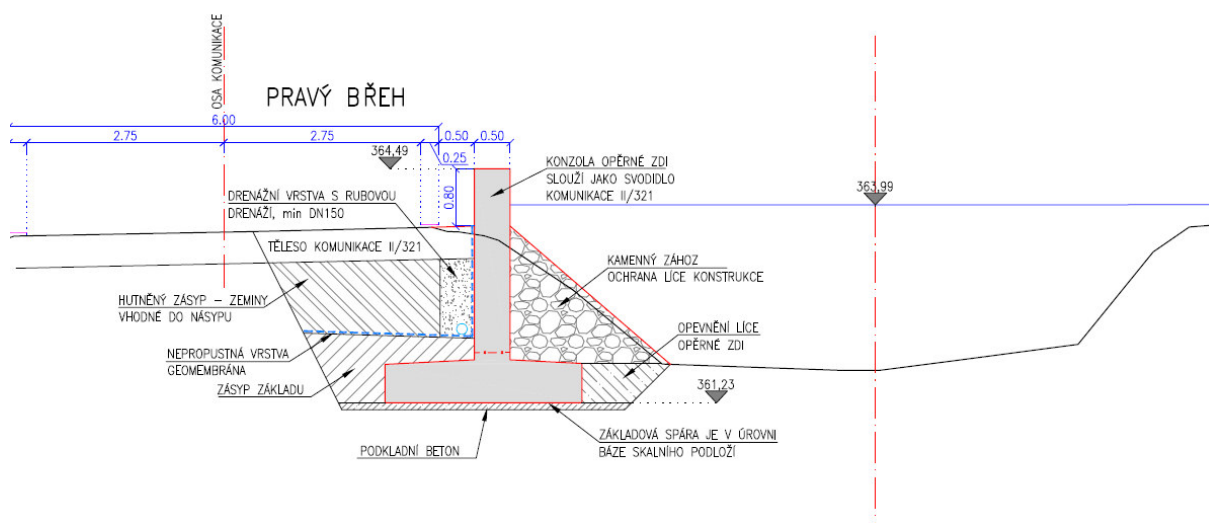 OSA KOMUNIKACE
PRAVÝ BŘEH
6.00
2.75
2.75
0.50
0.50
0.25
0.80
364,49
363,99
KONZOLA OPĚRNÉ ZDI
SLOUŽÍ JAKO SVODIDLO
KOMUNIKACE II/321
DRENÁŽNÍ VRSTVA S RUBOVOU
DRENÁŽÍ, min DN150
TĚLESO KOMUNIKACE II/321
KAMENNÝ ZÁHOZ
OCHRANA LÍCE KONSTRUKCE
HUTNĚNÝ ZÁSYP – ZEMINY
VHODNÉ DO NÁSYPU
OPEVNĚNÍ LÍCE
OPĚRNÉ ZDI
NEPROPUSTNÁ VRSTVA
GEOMEMBRÁNA
ZÁSYP ZÁKLADU
361,23
PODKLADNÍ BETON
ZÁKLADOVÁ SPÁRA JE V ÚROVNI
BÁZE SKALNÍHO PODLOŽÍ